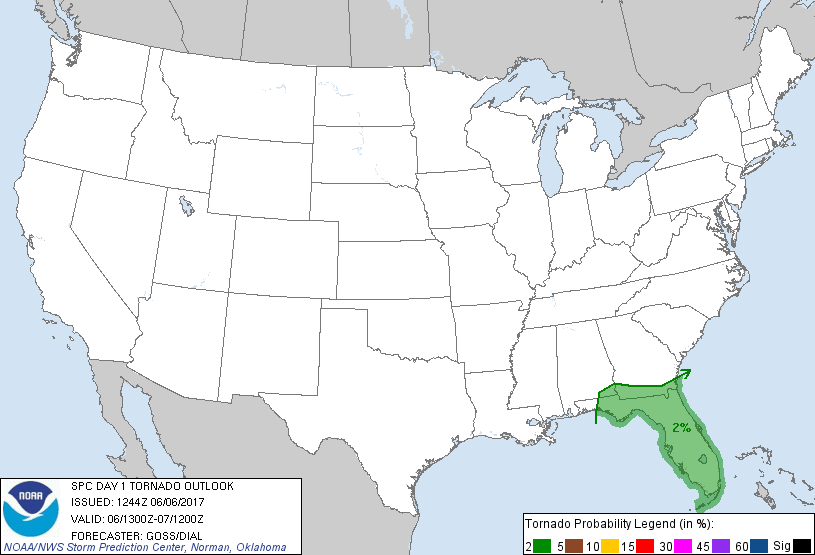 2%
NOAA
SPC DAY 1 TORNADO OUTLOOK
ISSUED: 1244Z 06/06/2017
VALID: 06/1300Z-07/1200Z
FORECASTER: GOSS/DIAL
NOAA/NWS Storm Prediction Center, Norman, Oklahoma
Tornado Probability Legend (in %):
2 5 10 15 30 45 60 Sig